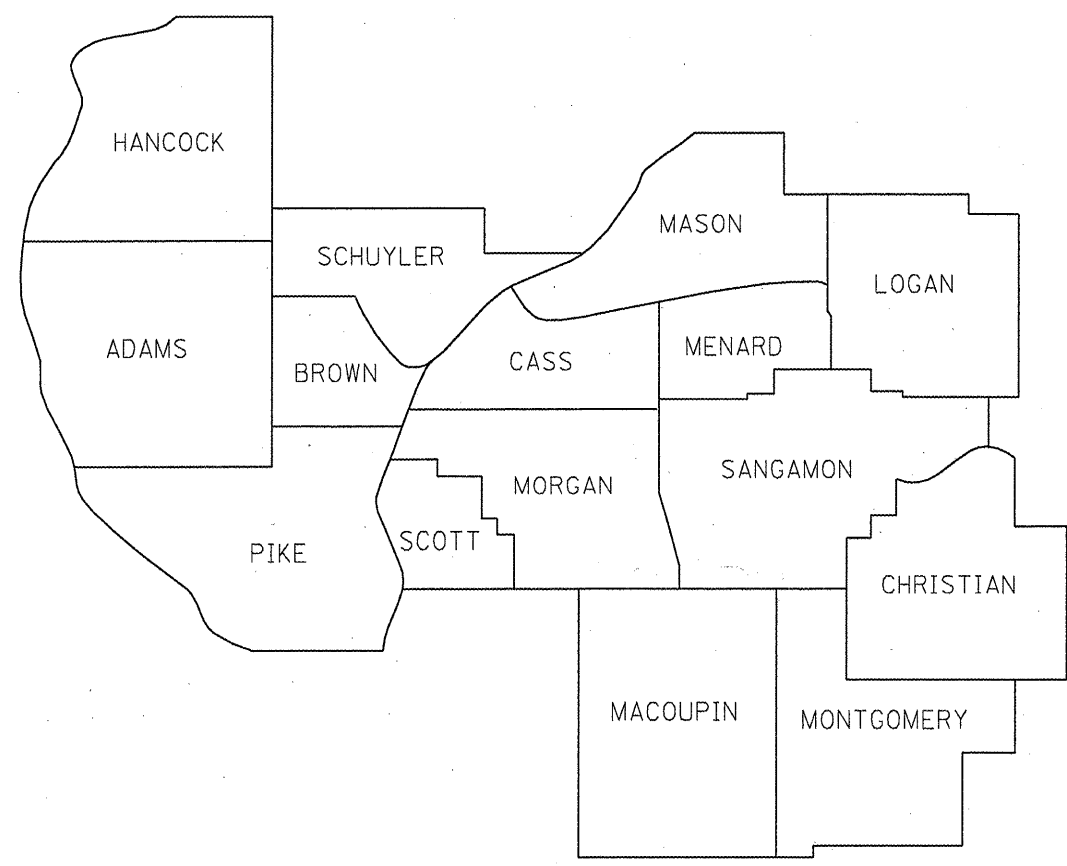 HANCOCK
MASON
SCHUYLER
LOGAN
ADAMS
MENARD
CASS
BROWN
SANGAMON
MORGAN
SCOTT
PIKE
CHRISTIAN
MACOUPIN
MONTGOMERY